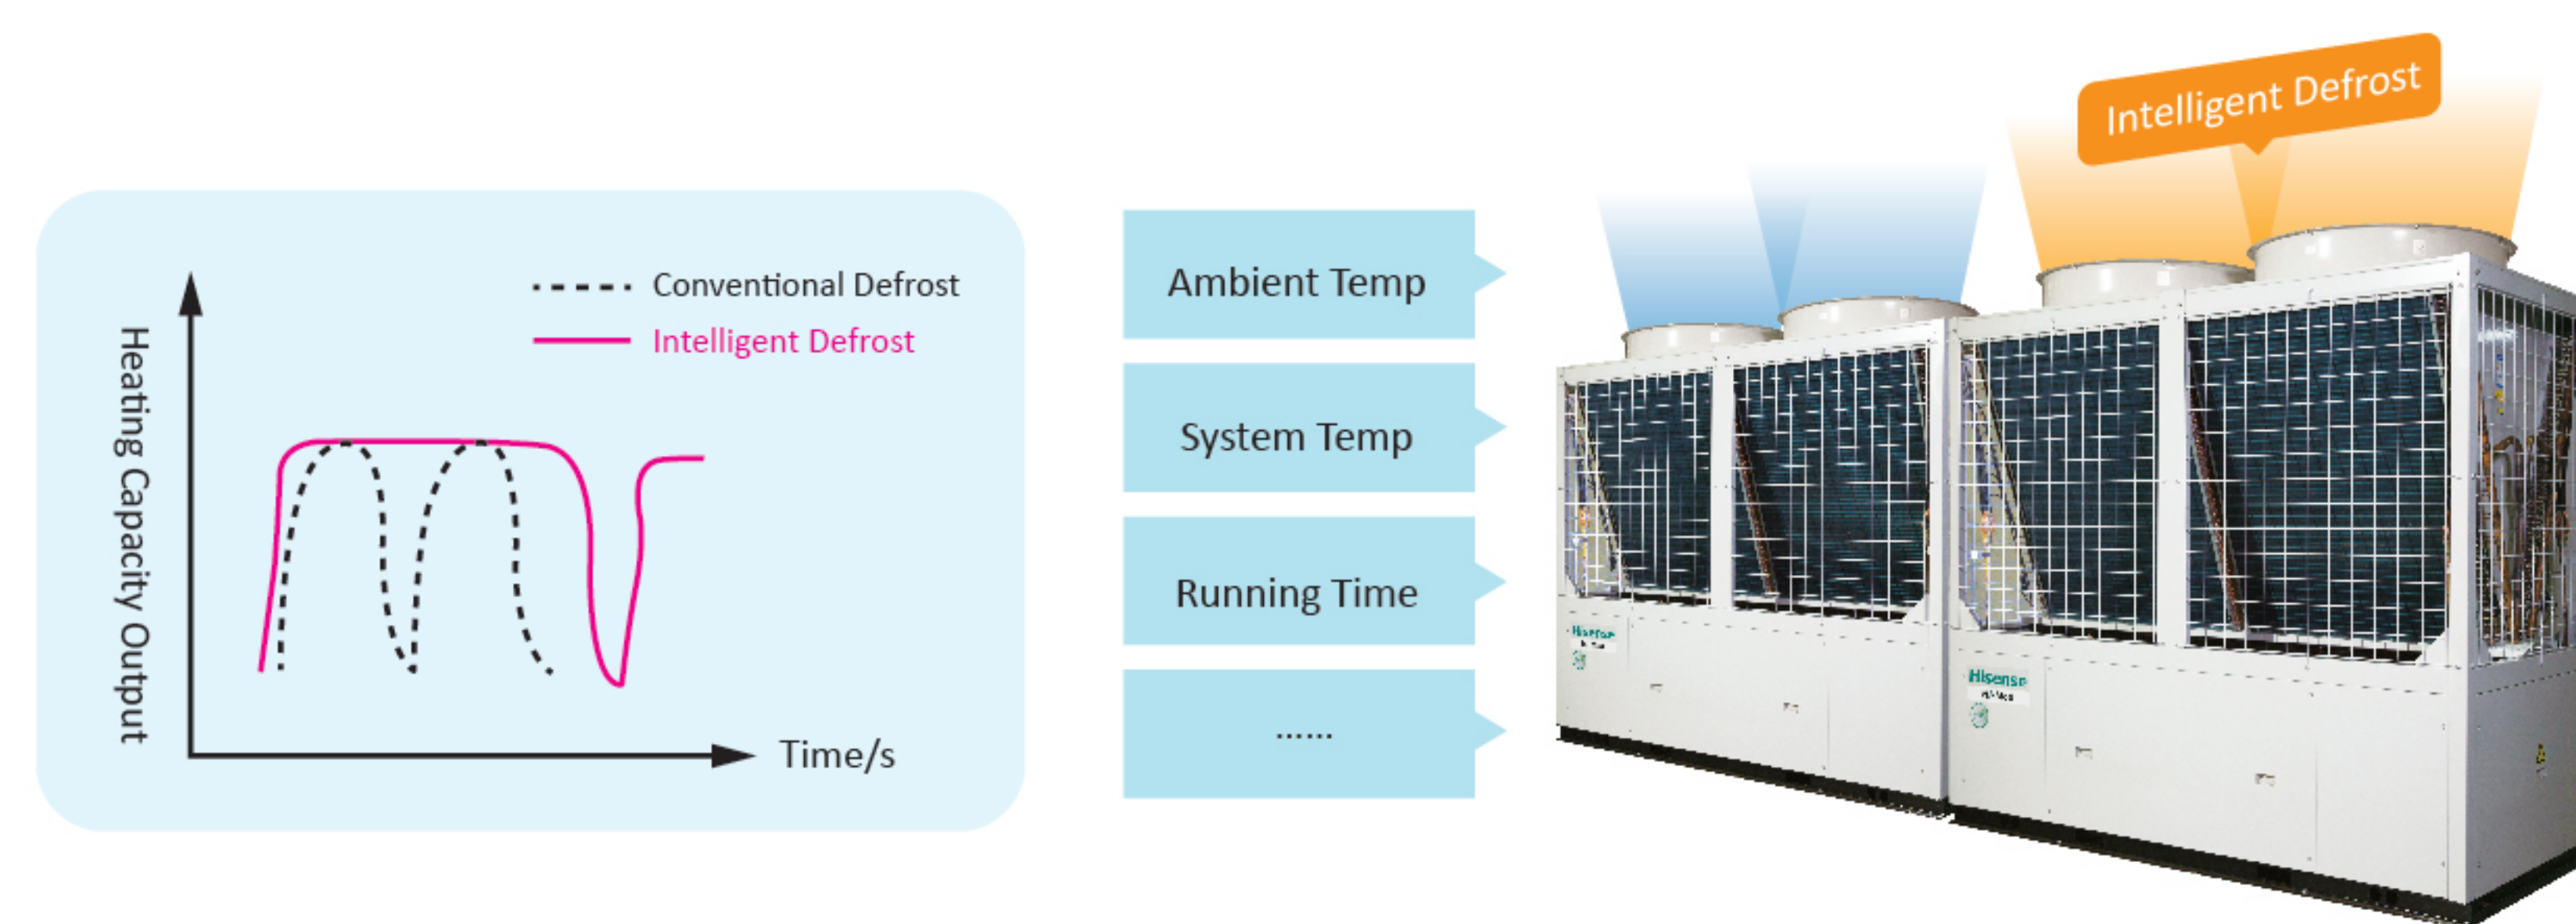 Intelligent Defrost
Conventional Defrost
Intelligent Defrost
Heating Capacity Output
Time/s
Ambient Temp
System Temp
Running Time
......
Hisense
Hisense